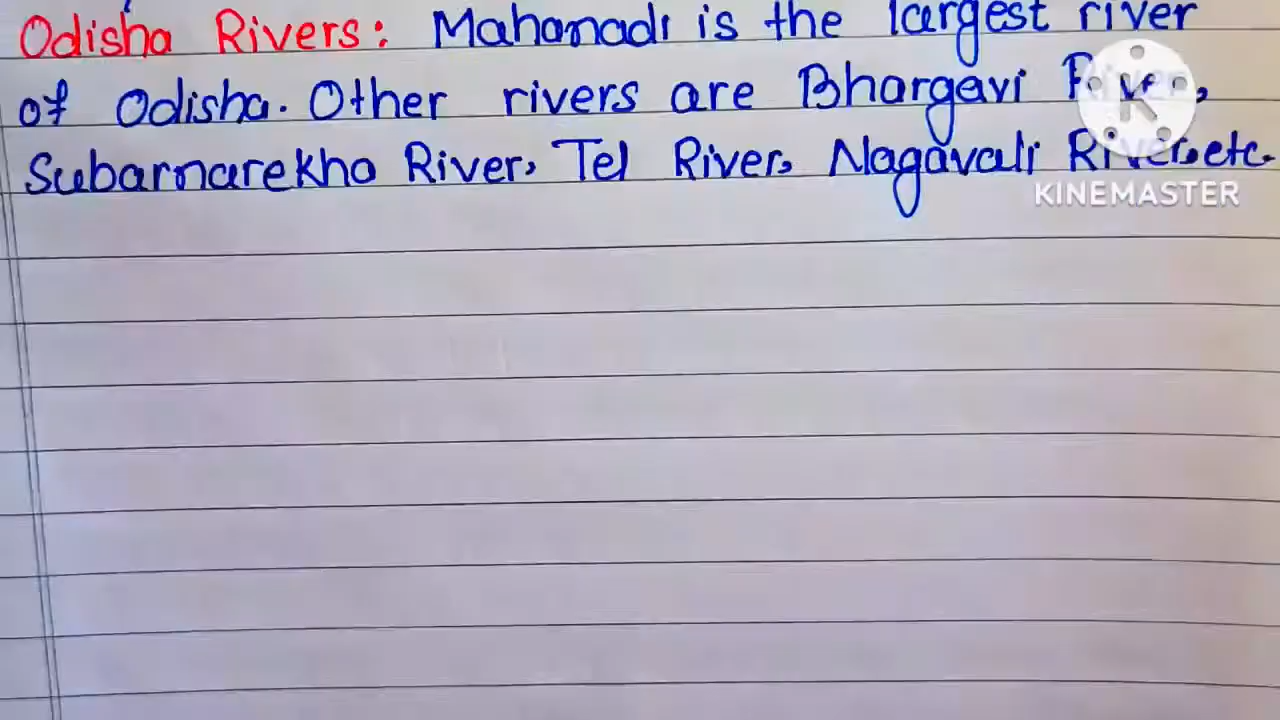 Odisha Rivers: Mahanadi is the largest river
of Odisha. Other rivers are Bhargavi River,
Subarnarekha River, Tel River, Nagavali River, etc.
KINEMASTER